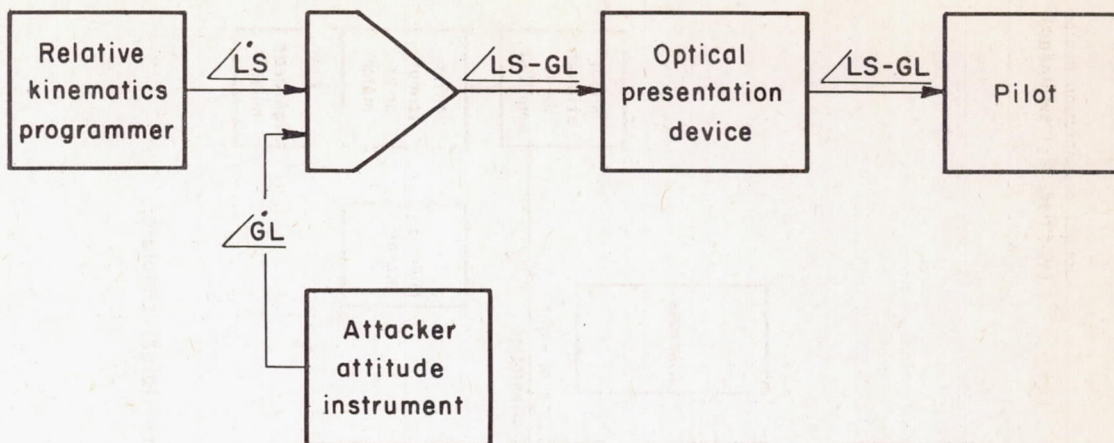 Relative
kinematics
programmer
∠L̇S
∠LS-GL
Optical
presentation
device
∠LS-GL
Pilot
∠ĠL
Attacker
attitude
instrument